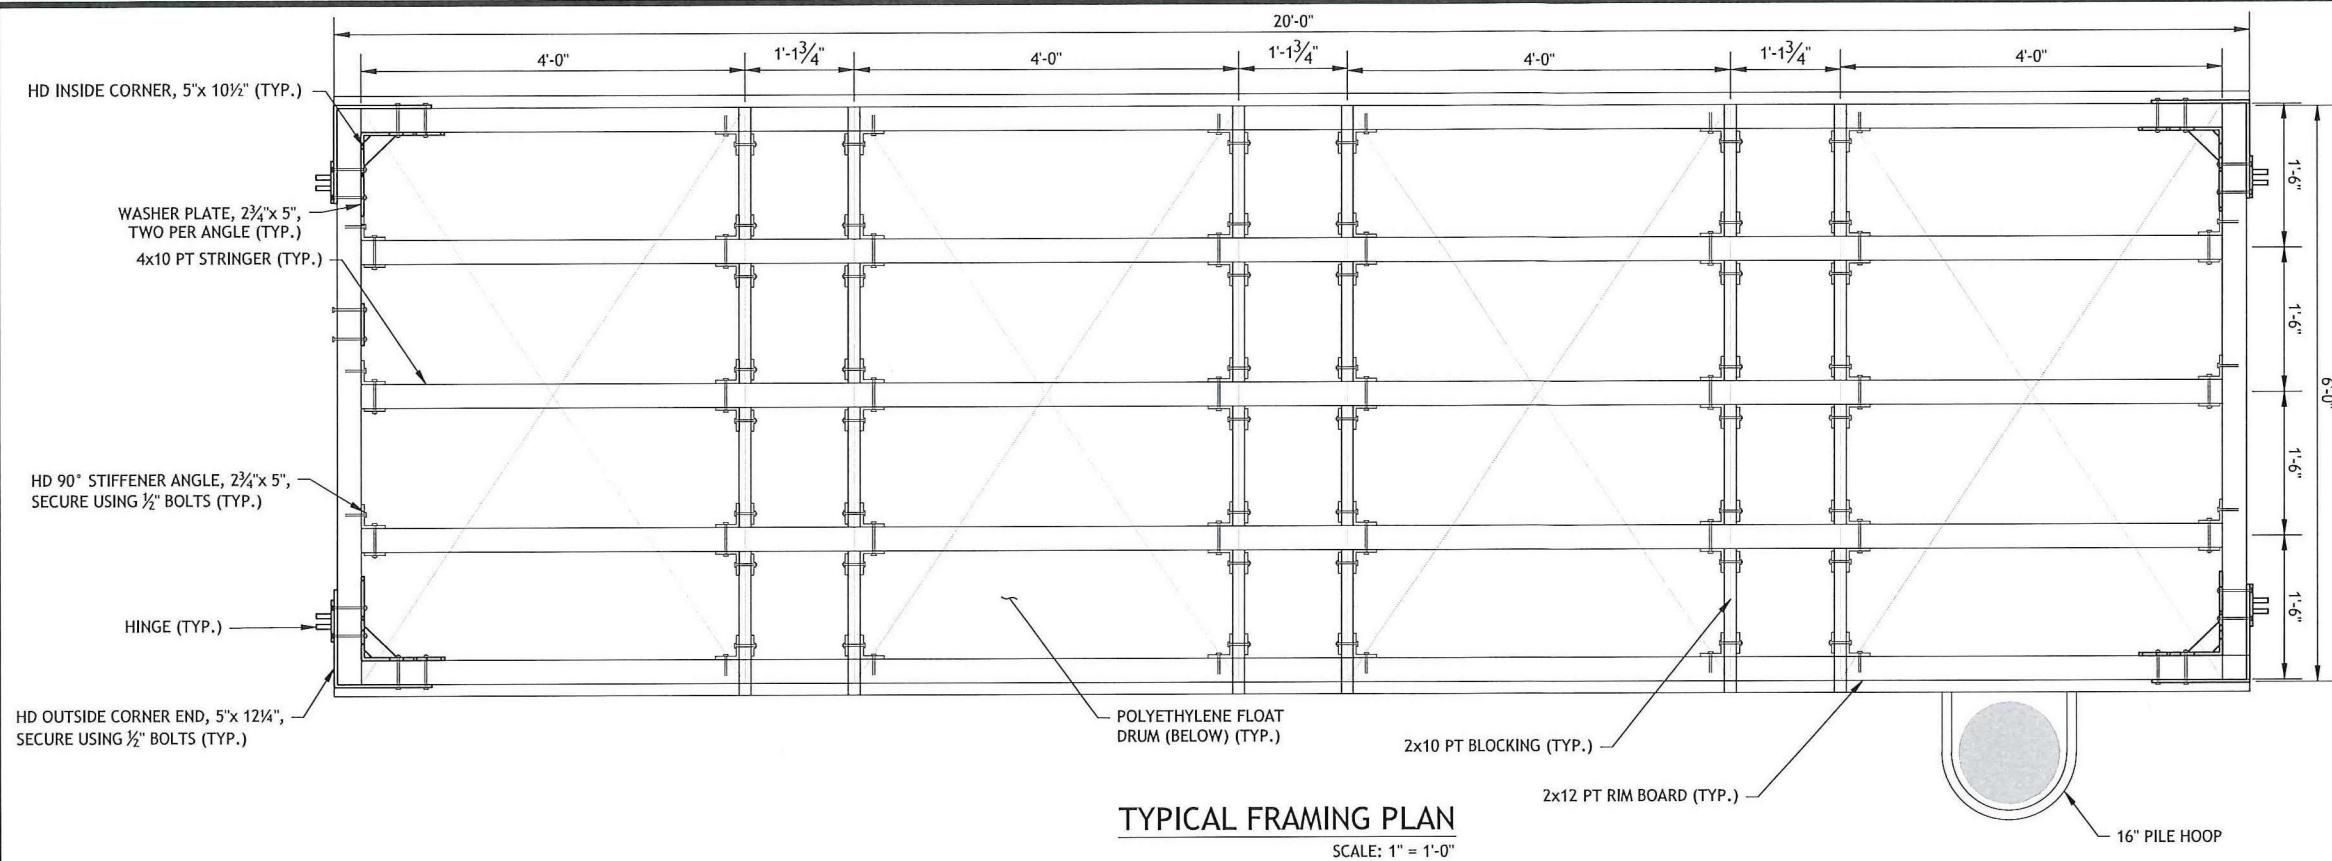 20'-0"
4'-0"
1'-1¾"
4'-0"
1'-1¾"
4'-0"
1'-1¾"
4'-0"
HD INSIDE CORNER, 5"x 10½" (TYP.)
WASHER PLATE, 2¾"x 5",
TWO PER ANGLE (TYP.)
4x10 PT STRINGER (TYP.)
HD 90° STIFFENER ANGLE, 2¾"x 5",
SECURE USING ½" BOLTS (TYP.)
HINGE (TYP.)
HD OUTSIDE CORNER END, 5"x 12¼",
SECURE USING ½" BOLTS (TYP.)
1'-6"
1'-6"
1'-6"
1'-6"
6'-0"
POLYETHYLENE FLOAT
DRUM (BELOW) (TYP.)
2x10 PT BLOCKING (TYP.)
2x12 PT RIM BOARD (TYP.)
16" PILE HOOP
TYPICAL FRAMING PLAN
SCALE: 1" = 1'-0"